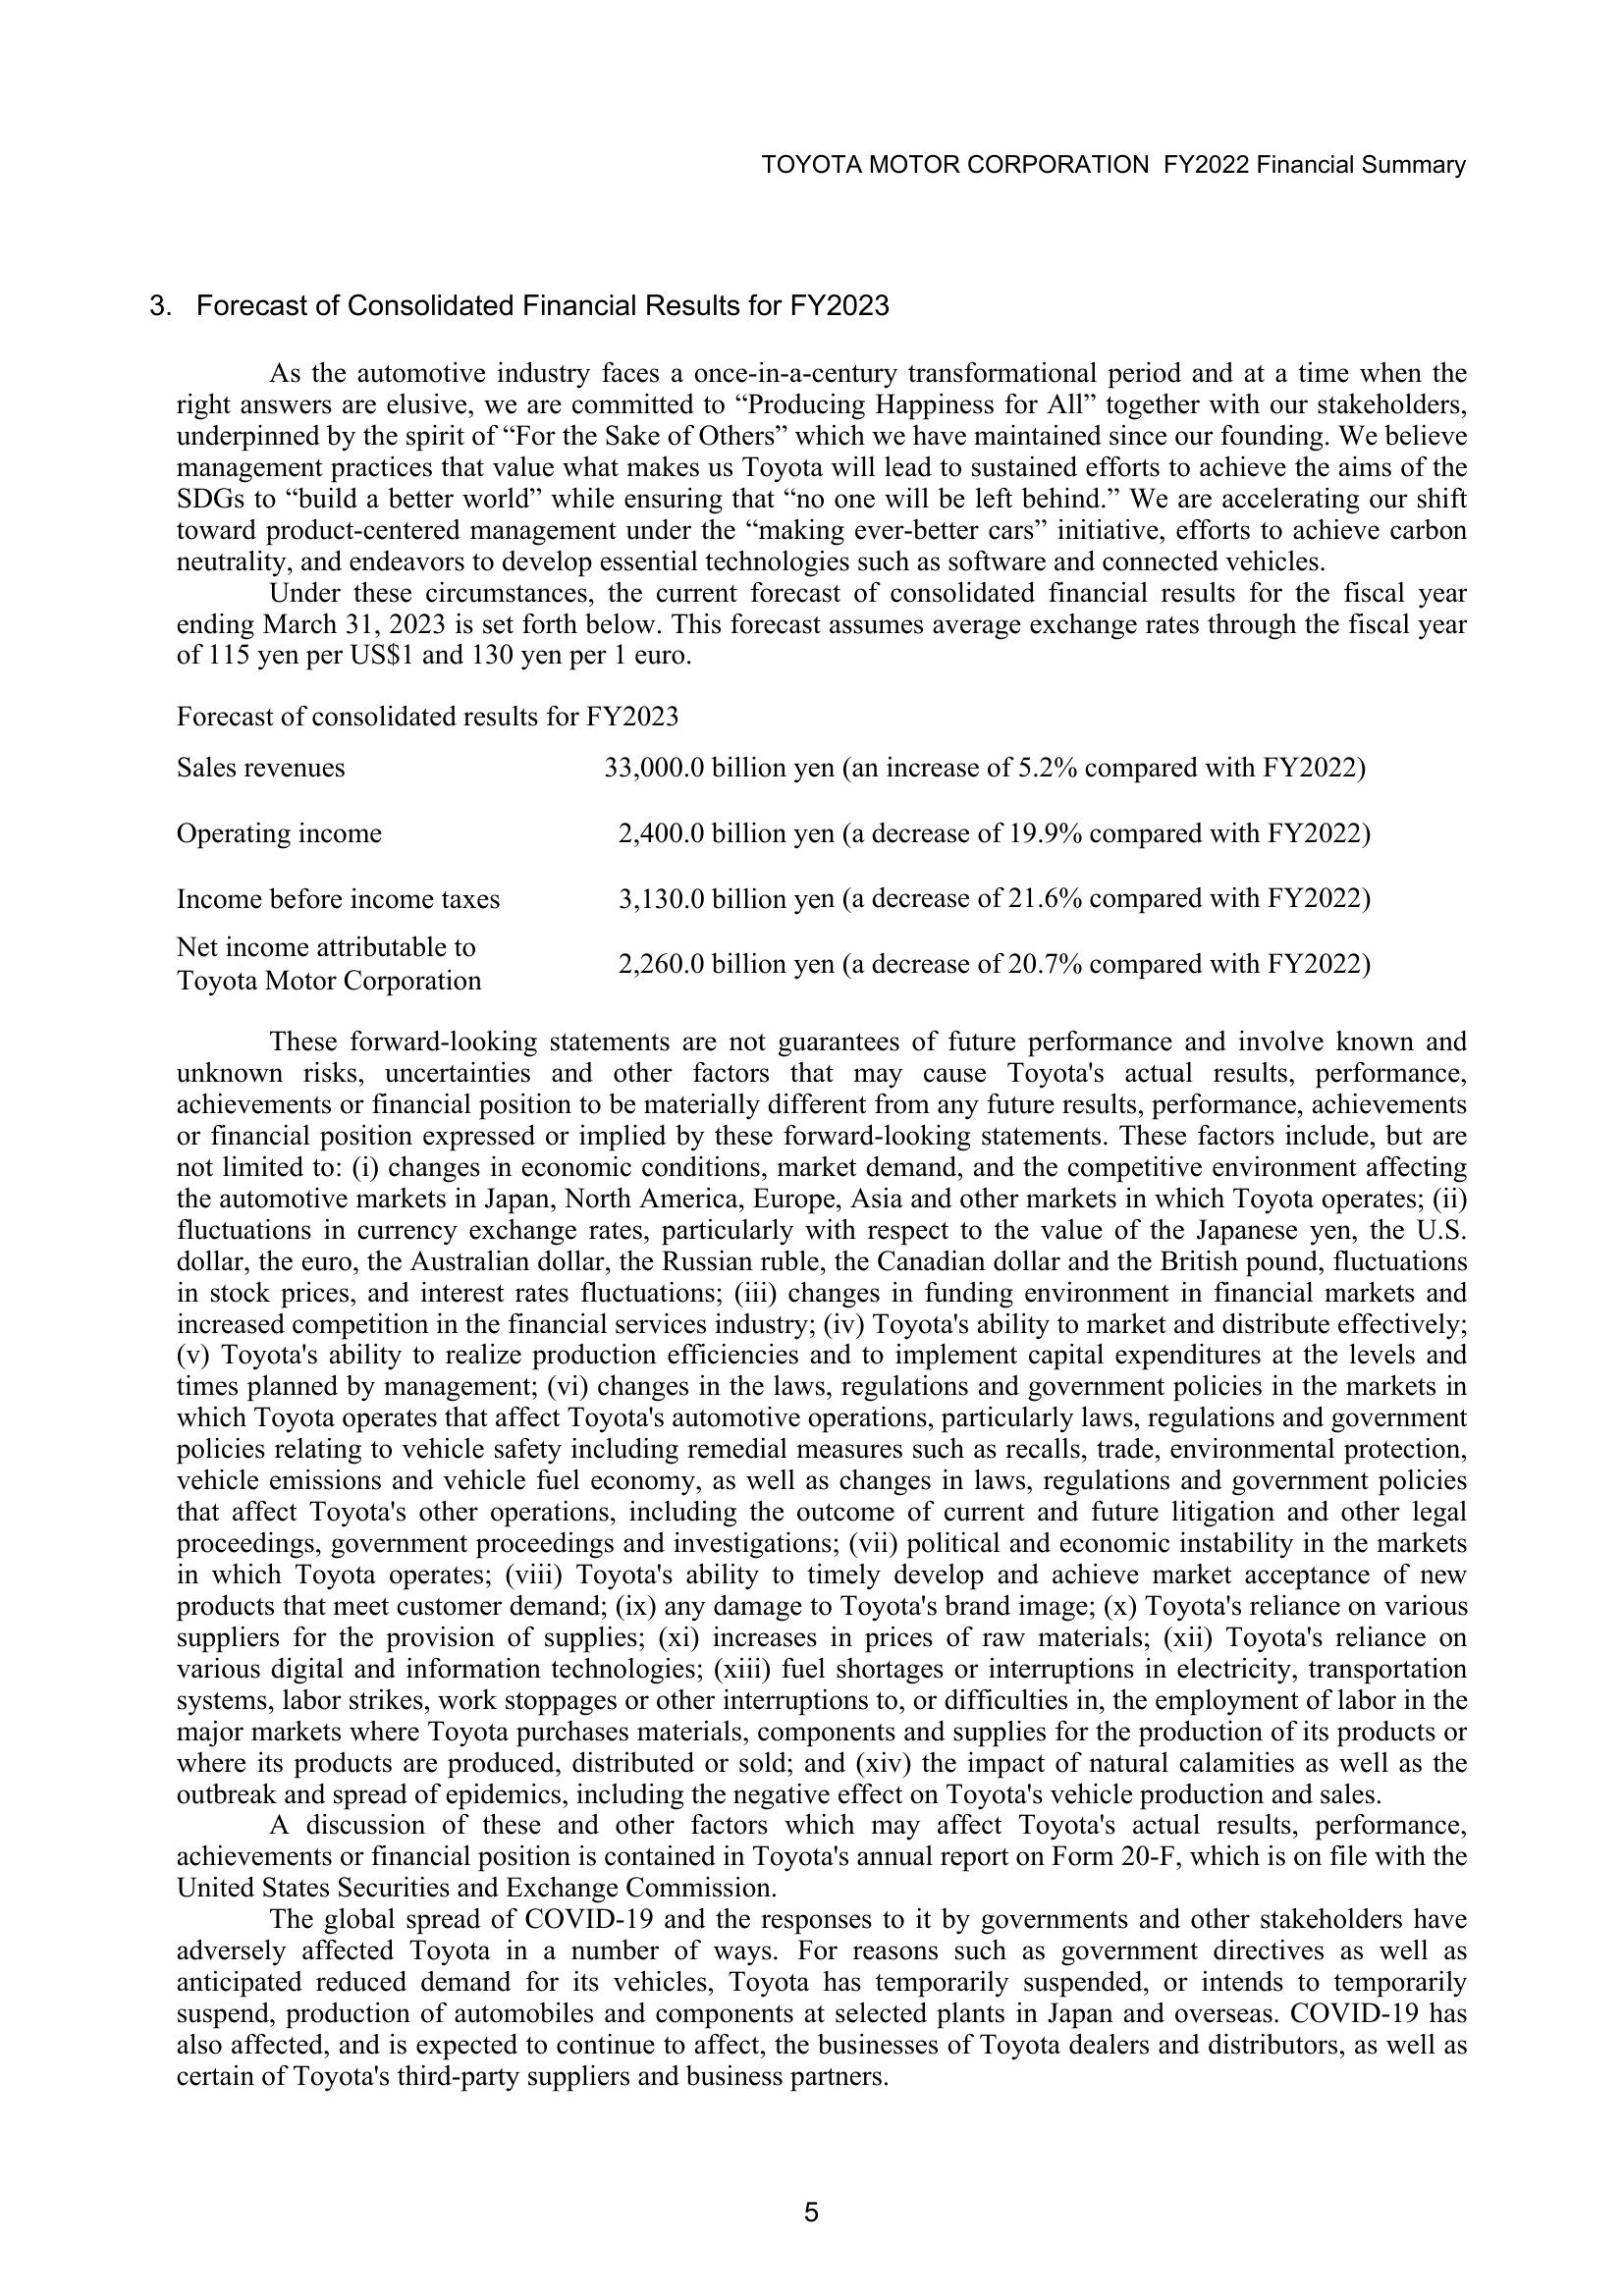 TOYOTA MOTOR CORPORATION FY2022 Financial Summary
3. Forecast of Consolidated Financial Results for FY2023
As the automotive industry faces a once-in-a-century transformational period and at a time when the
right answers are elusive, we are committed to “Producing Happiness for All” together with our stakeholders,
underpinned by the spirit of “For the Sake of Others” which we have maintained since our founding. We believe
management practices that value what makes us Toyota will lead to sustained efforts to achieve the aims of the
SDGs to “build a better world” while ensuring that “no one will be left behind.” We are accelerating our shift
toward product-centered management under the “making ever-better cars” initiative, efforts to achieve carbon
neutrality, and endeavors to develop essential technologies such as software and connected vehicles.
Under these circumstances, the current forecast of consolidated financial results for the fiscal year
ending March 31, 2023 is set forth below. This forecast assumes average exchange rates through the fiscal year
of 115 yen per US$1 and 130 yen per 1 euro.
Forecast of consolidated results for FY2023
Sales revenues 33,000.0 billion yen (an increase of 5.2% compared with FY2022)
Operating income 2,400.0 billion yen (a decrease of 19.9% compared with FY2022)
Income before income taxes 3,130.0 billion yen (a decrease of 21.6% compared with FY2022)
Net income attributable to
Toyota Motor Corporation 2,260.0 billion yen (a decrease of 20.7% compared with FY2022)
These forward-looking statements are not guarantees of future performance and involve known and
unknown risks, uncertainties and other factors that may cause Toyota's actual results, performance,
achievements or financial position to be materially different from any future results, performance, achievements
or financial position expressed or implied by these forward-looking statements. These factors include, but are
not limited to: (i) changes in economic conditions, market demand, and the competitive environment affecting
the automotive markets in Japan, North America, Europe, Asia and other markets in which Toyota operates; (ii)
fluctuations in currency exchange rates, particularly with respect to the value of the Japanese yen, the U.S.
dollar, the euro, the Australian dollar, the Russian ruble, the Canadian dollar and the British pound, fluctuations
in stock prices, and interest rates fluctuations; (iii) changes in funding environment in financial markets and
increased competition in the financial services industry; (iv) Toyota's ability to market and distribute effectively;
(v) Toyota's ability to realize production efficiencies and to implement capital expenditures at the levels and
times planned by management; (vi) changes in the laws, regulations and government policies in the markets in
which Toyota operates that affect Toyota's automotive operations, particularly laws, regulations and government
policies relating to vehicle safety including remedial measures such as recalls, trade, environmental protection,
vehicle emissions and vehicle fuel economy, as well as changes in laws, regulations and government policies
that affect Toyota's other operations, including the outcome of current and future litigation and other legal
proceedings, government proceedings and investigations; (vii) political and economic instability in the markets
in which Toyota operates; (viii) Toyota's ability to timely develop and achieve market acceptance of new
products that meet customer demand; (ix) any damage to Toyota's brand image; (x) Toyota's reliance on various
suppliers for the provision of supplies; (xi) increases in prices of raw materials; (xii) Toyota's reliance on
various digital and information technologies; (xiii) fuel shortages or interruptions in electricity, transportation
systems, labor strikes, work stoppages or other interruptions to, or difficulties in, the employment of labor in the
major markets where Toyota purchases materials, components and supplies for the production of its products or
where its products are produced, distributed or sold; and (xiv) the impact of natural calamities as well as the
outbreak and spread of epidemics, including the negative effect on Toyota's vehicle production and sales.
A discussion of these and other factors which may affect Toyota's actual results, performance,
achievements or financial position is contained in Toyota's annual report on Form 20-F, which is on file with the
United States Securities and Exchange Commission.
The global spread of COVID-19 and the responses to it by governments and other stakeholders have
adversely affected Toyota in a number of ways. For reasons such as government directives as well as
anticipated reduced demand for its vehicles, Toyota has temporarily suspended, or intends to temporarily
suspend, production of automobiles and components at selected plants in Japan and overseas. COVID-19 has
also affected, and is expected to continue to affect, the businesses of Toyota dealers and distributors, as well as
certain of Toyota's third-party suppliers and business partners.
5